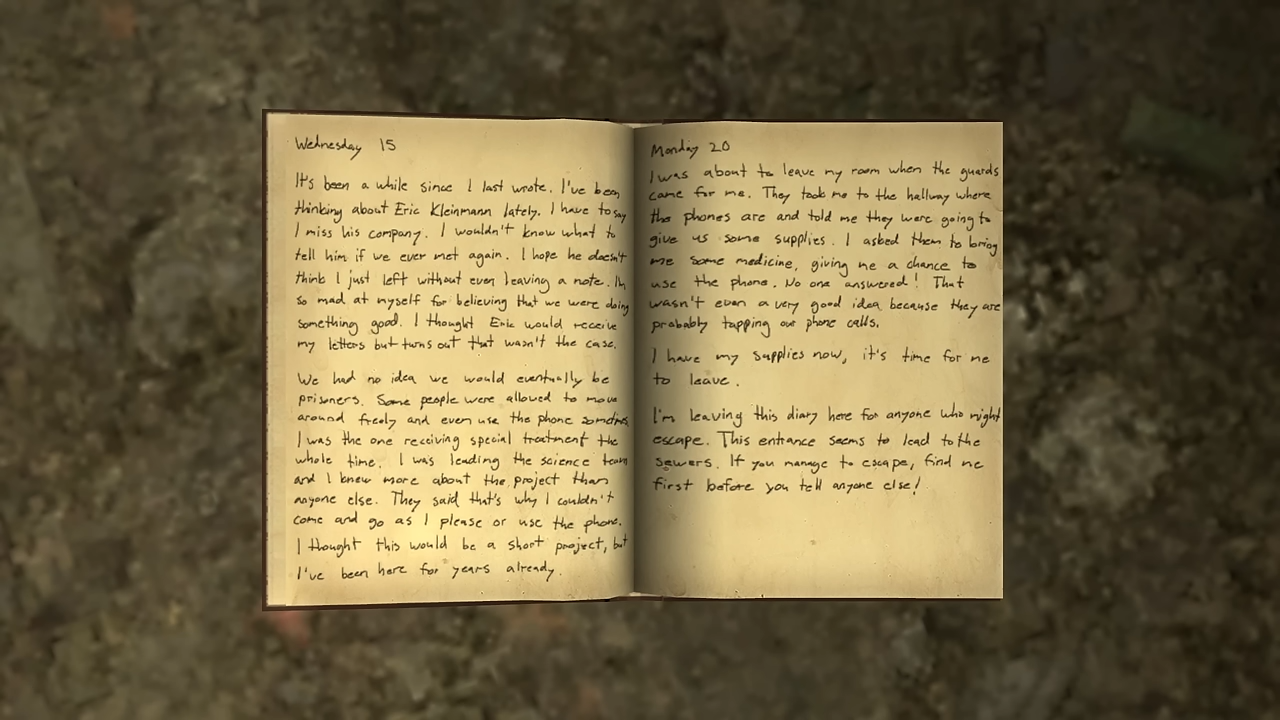 Wednesday 15
It's been a while since I last wrote. I've been
thinking about Eric Kleinmann lately. I have to say
I miss his company. I wouldn't know what to
tell him if we ever met again. I hope he doesn't
think I just left without even leaving a note. I'm
so mad at myself for believing that we were doing
something good. I thought Eric would receive
my letters but turns out that wasn't the case.
We had no idea we would eventually be
prisoners. Some people were allowed to move
around freely and even use the phone sometimes.
I was the one receiving special treatment the
whole time. I was leading the science team
and I knew more about the project than
anyone else. They said that's why I couldn't
come and go as I please or use the phone.
I thought this would be a short project, but
I've been here for years already.
Monday 20
I was about to leave my room when the guards
came for me. They took me to the hallway where
the phones are and told me they were going to
give us some supplies. I asked them to bring
me some medicine, giving me a chance to
use the phone. No one answered! That
wasn't even a very good idea because they are
probably tapping our phone calls.
I have my supplies now, it's time for me
to leave.
I'm leaving this diary here for anyone who might
escape. This entrance seems to lead to the
sewers. If you manage to escape, find me
first before you tell anyone else!